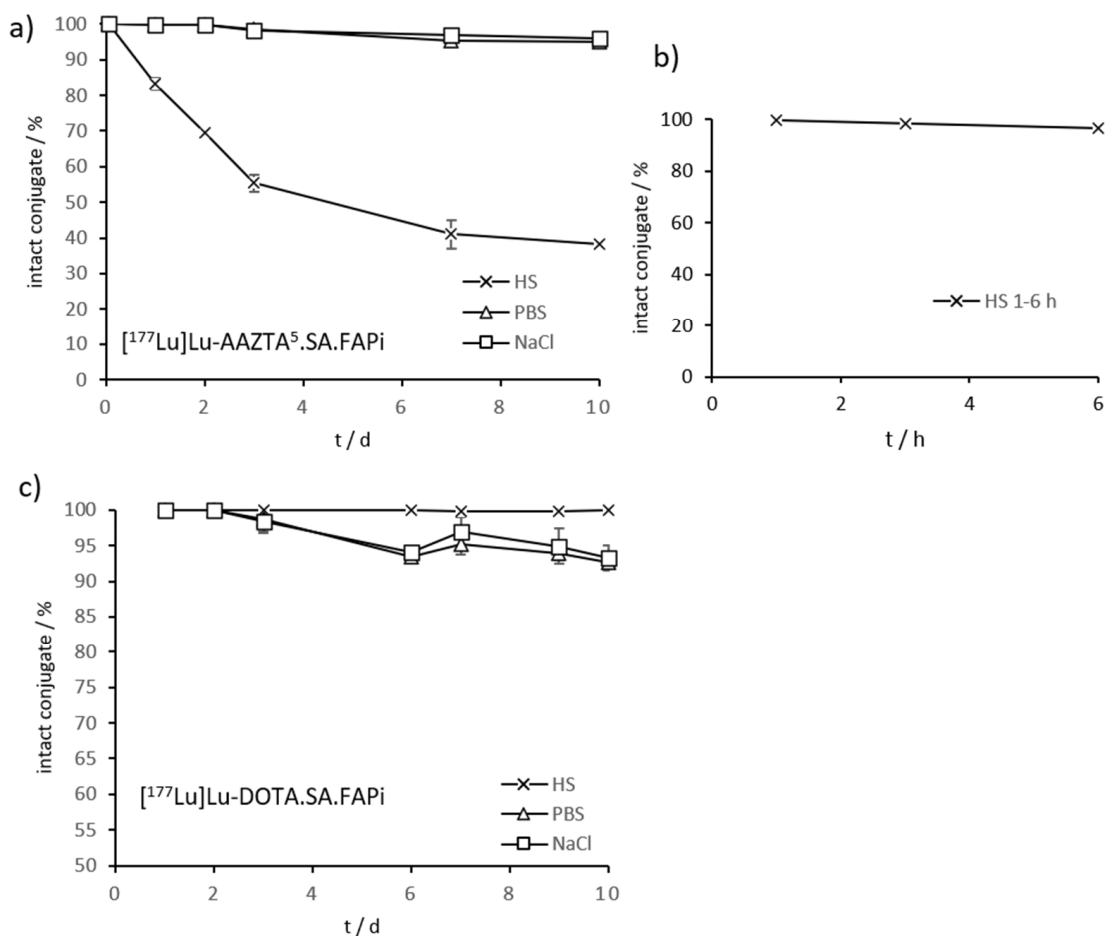 a)
intact conjugate / %
100
90
80
70
60
50
40
30
20
10
0
HS
PBS
NaCl
[¹⁷⁷Lu]Lu-AAZTA⁵.SA.FAPi
0 2 4 6 8 10
t / d
b)
intact conjugate / %
100
80
60
40
20
0
HS 1-6 h
0 2 4 6
t / h
c)
intact conjugate / %
100
95
90
85
80
75
70
65
60
55
50
HS
PBS
NaCl
[¹⁷⁷Lu]Lu-DOTA.SA.FAPi
0 2 4 6 8 10
t / d